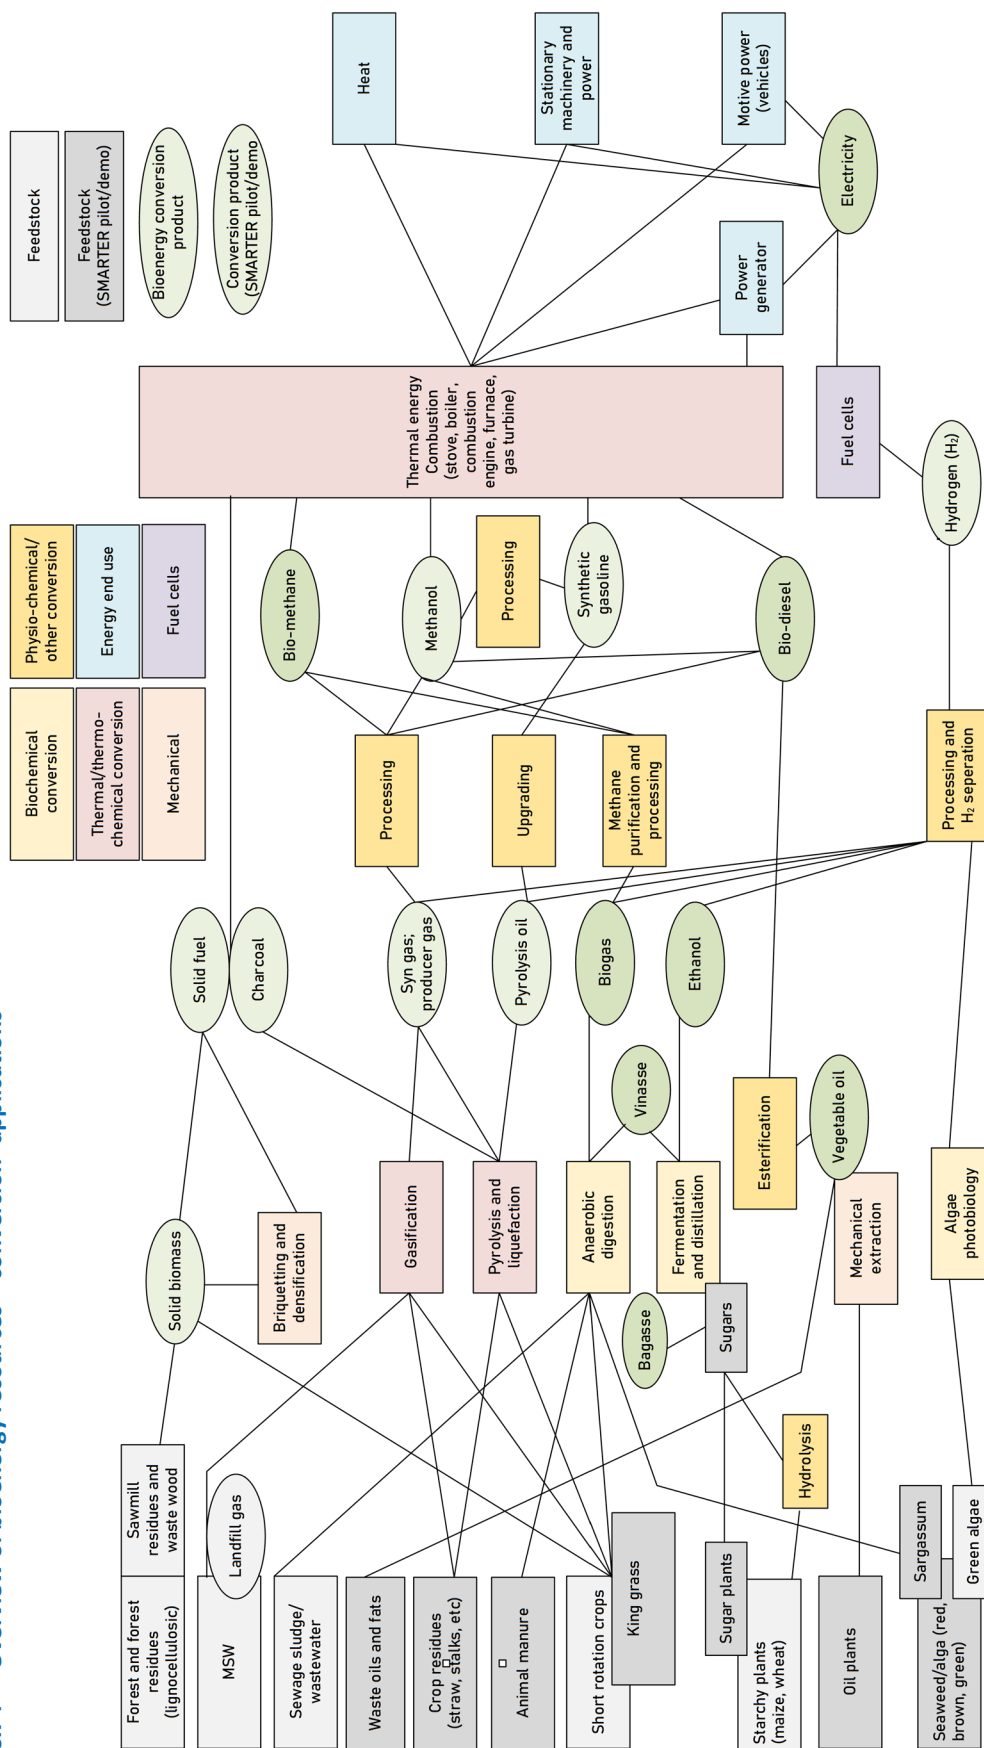 Overview of bioenergy resources – conversion -applications
Biochemical
conversion
Physio-chemical/
other conversion
Feedstock
Thermal/thermo-
chemical conversion
Energy end use
Feedstock
(SMARTER pilot/demo)
Mechanical
Fuel cells
Bioenergy conversion
product
Conversion product
(SMARTER pilot/demo
Forest and forest
residues
(lignocellulosic)
Sawmill
residues and
waste wood
MSW
Landfill gas
Sewage sludge/
wastewater
Waste oils and fats
Crop residues
(straw, stalks, etc)
Animal manure
Short rotation crops
King grass
Sugar plants
Starchy plants
(maize, wheat)
Oil plants
Sargassum
Seaweed/alga (red,
brown, green)
Green algae
Hydrolysis
Solid biomass
Briquetting and
densification
Gasification
Pyrolysis and
liquefaction
Anaerobic
digestion
Bagasse
Fermentation
and distillation
Sugars
Vinasse
Esterification
Vegetable oil
Mechanical
extraction
Algae
photobiology
Solid fuel
Charcoal
Syn gas;
producer gas
Pyrolysis oil
Biogas
Ethanol
Processing
Upgrading
Methane
purification and
processing
Processing and
H₂ seperation
Bio-methane
Methanol
Processing
Synthetic
gasoline
Bio-diesel
Hydrogen (H₂)
Thermal energy
Combustion
(stove, boiler,
combustion
engine, furnace,
gas turbine)
Fuel cells
Power
generator
Electricity
Heat
Stationary
machinery and
power
Motive power
(vehicles)